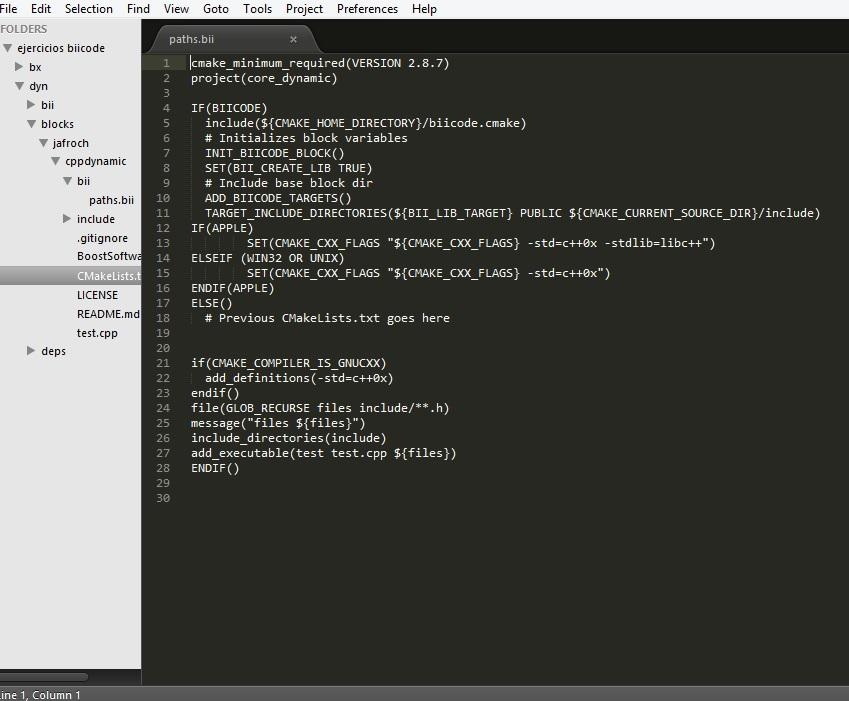 File Edit Selection Find View Goto Tools Project Preferences Help
FOLDERS
ejercicios biicode
bx
dyn
bii
blocks
jafroch
cppdynamic
bii
paths.bii
include
.gitignore
BoostSoftwa
CMakeLists.t
LICENSE
README.md
test.cpp
deps
paths.bii ×
1 cmake_minimum_required(VERSION 2.8.7)
2 project(core_dynamic)
3
4 IF(BIICODE)
5   include(${CMAKE_HOME_DIRECTORY}/biicode.cmake)
6   # Initializes block variables
7   INIT_BIICODE_BLOCK()
8   SET(BII_CREATE_LIB TRUE)
9   # Include base block dir
10   ADD_BIICODE_TARGETS()
11   TARGET_INCLUDE_DIRECTORIES(${BII_LIB_TARGET} PUBLIC ${CMAKE_CURRENT_SOURCE_DIR}/include)
12 IF(APPLE)
13         SET(CMAKE_CXX_FLAGS "${CMAKE_CXX_FLAGS} -std=c++0x -stdlib=libc++")
14 ELSEIF (WIN32 OR UNIX)
15         SET(CMAKE_CXX_FLAGS "${CMAKE_CXX_FLAGS} -std=c++0x")
16 ENDIF(APPLE)
17 ELSE()
18   # Previous CMakeLists.txt goes here
19
20
21 if(CMAKE_COMPILER_IS_GNUCXX)
22   add_definitions(-std=c++0x)
23 endif()
24 file(GLOB_RECURSE files include/**.h)
25 message("files ${files}")
26 include_directories(include)
27 add_executable(test test.cpp ${files})
28 ENDIF()
29
30
ine 1, Column 1